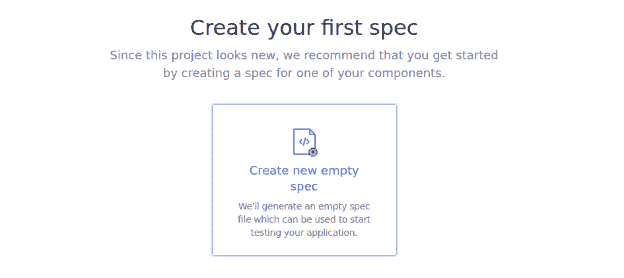 Create your first spec
Since this project looks new, we recommend that you get started
by creating a spec for one of your components.
</>
Create new empty
spec
We'll generate an empty spec
file which can be used to start
testing your application.